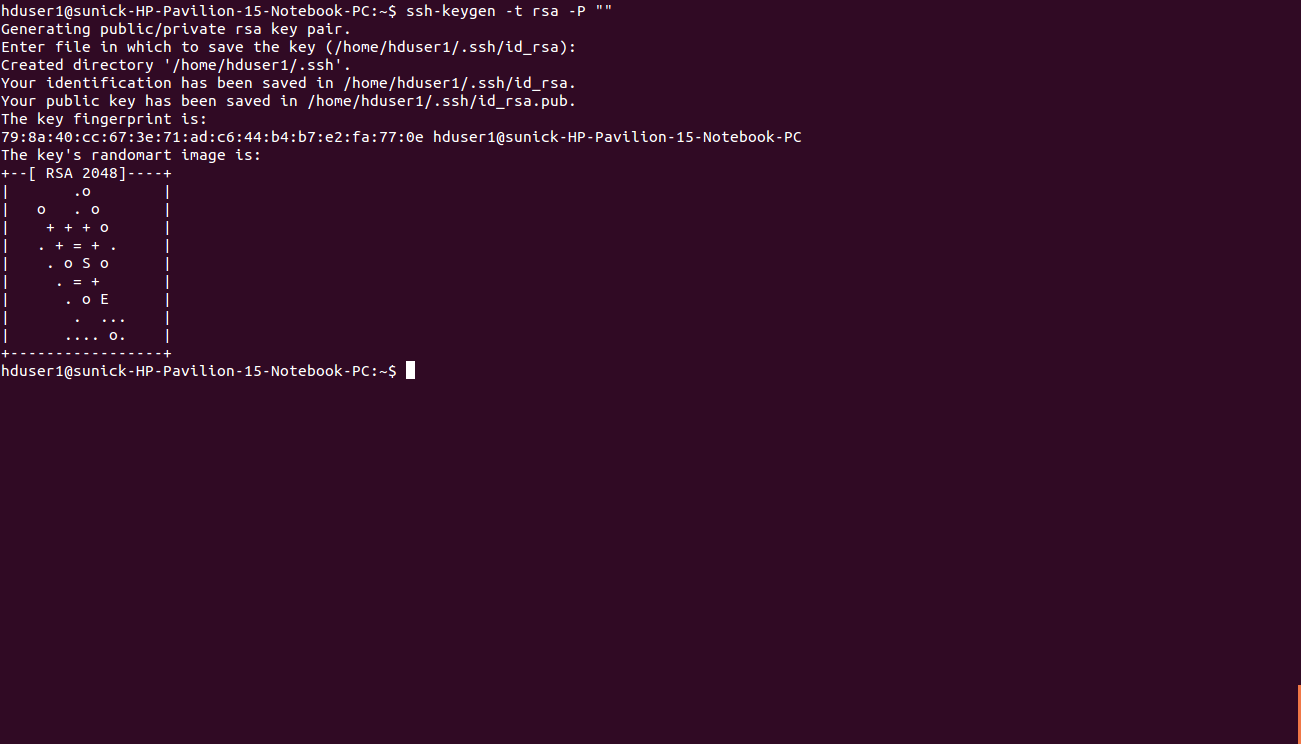 hduser1@sunick-HP-Pavilion-15-Notebook-PC:~$ ssh-keygen -t rsa -P ""
Generating public/private rsa key pair.
Enter file in which to save the key (/home/hduser1/.ssh/id_rsa):
Created directory '/home/hduser1/.ssh'.
Your identification has been saved in /home/hduser1/.ssh/id_rsa.
Your public key has been saved in /home/hduser1/.ssh/id_rsa.pub.
The key fingerprint is:
79:8a:40:cc:67:3e:71:ad:c6:44:b4:b7:e2:fa:77:0e hduser1@sunick-HP-Pavilion-15-Notebook-PC
The key's randomart image is:
+--[ RSA 2048]----+
|       .o        |
|   o   . o       |
|    + + + o      |
|   . + = + .     |
|    . o S o      |
|     . = +       |
|      . o E      |
|       .  ...    |
|      .... o.    |
+-----------------+
hduser1@sunick-HP-Pavilion-15-Notebook-PC:~$